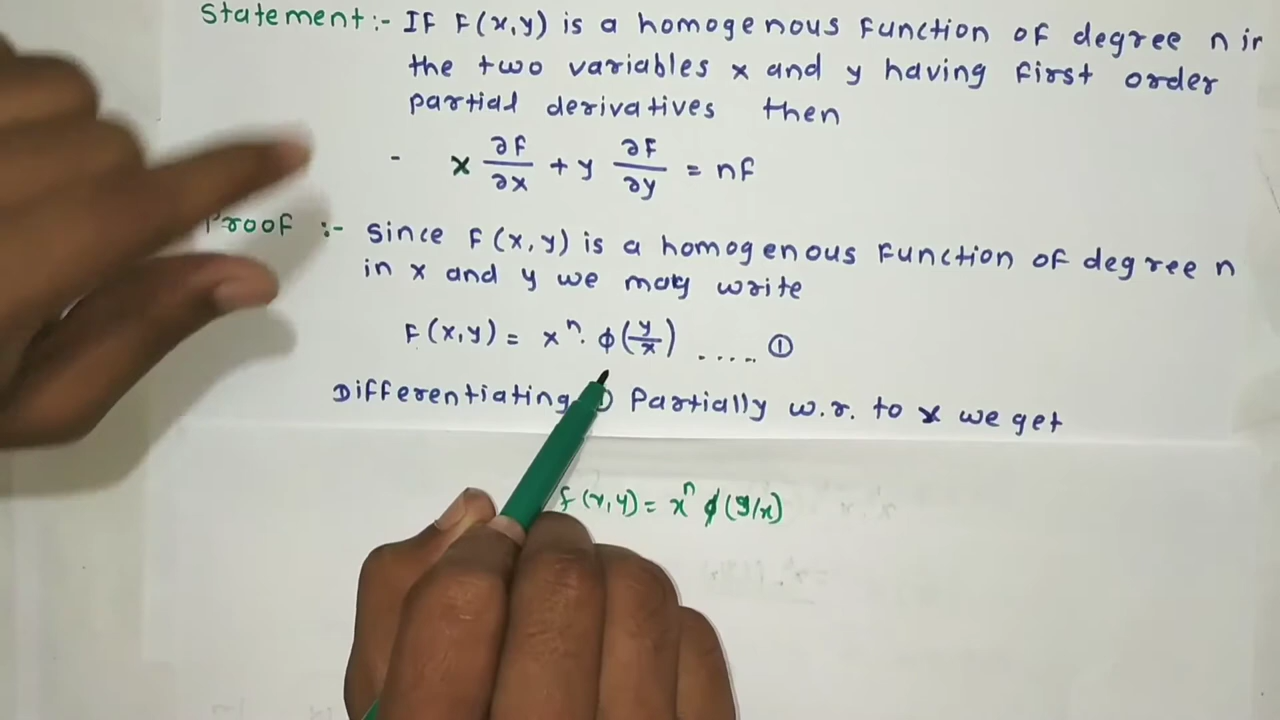 Statement :- If F(x,y) is a homogenous function of degree n in
the two variables x and y having first order
partial derivatives then
- x ∂f/∂x + y ∂f/∂y = nf
Proof :- Since F(x,y) is a homogenous function of degree n
in x and y we may write
F(x,y) = xⁿ. ϕ(y/x) ..... ①
Differentiating ① Partially w.r. to x we get
f(x,y) = xⁿ ϕ(y/x)